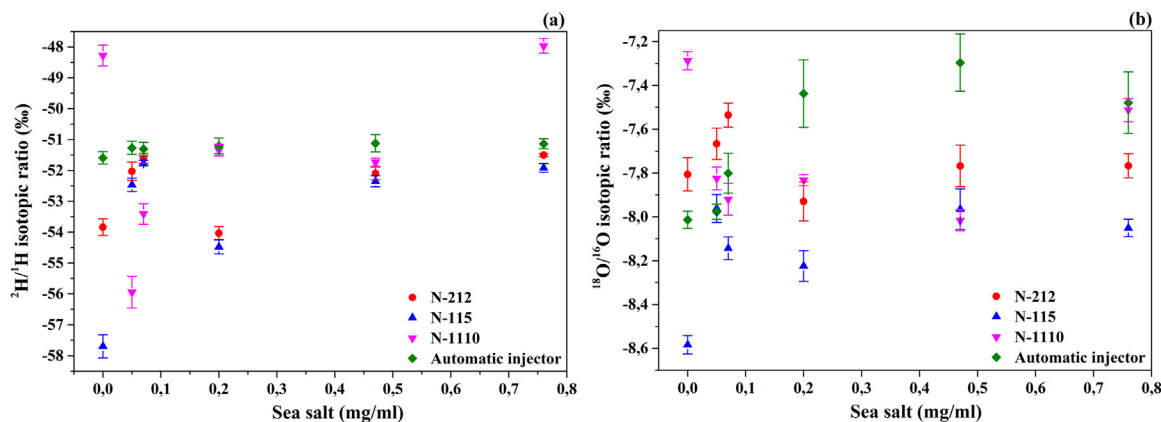 (a)
-48
-49
-50
-51
-52
-53
-54
-55
-56
-57
-58
²H/¹H isotopic ratio (‰)
N-212
N-115
N-1110
Automatic injector
0,0 0,1 0,2 0,3 0,4 0,5 0,6 0,7 0,8
Sea salt (mg/ml)
(b)
-7,2
-7,4
-7,6
-7,8
-8,0
-8,2
-8,4
-8,6
¹⁸O/¹⁶O isotopic ratio (‰)
N-212
N-115
N-1110
Automatic injector
0,0 0,1 0,2 0,3 0,4 0,5 0,6 0,7 0,8
Sea salt (mg/ml)